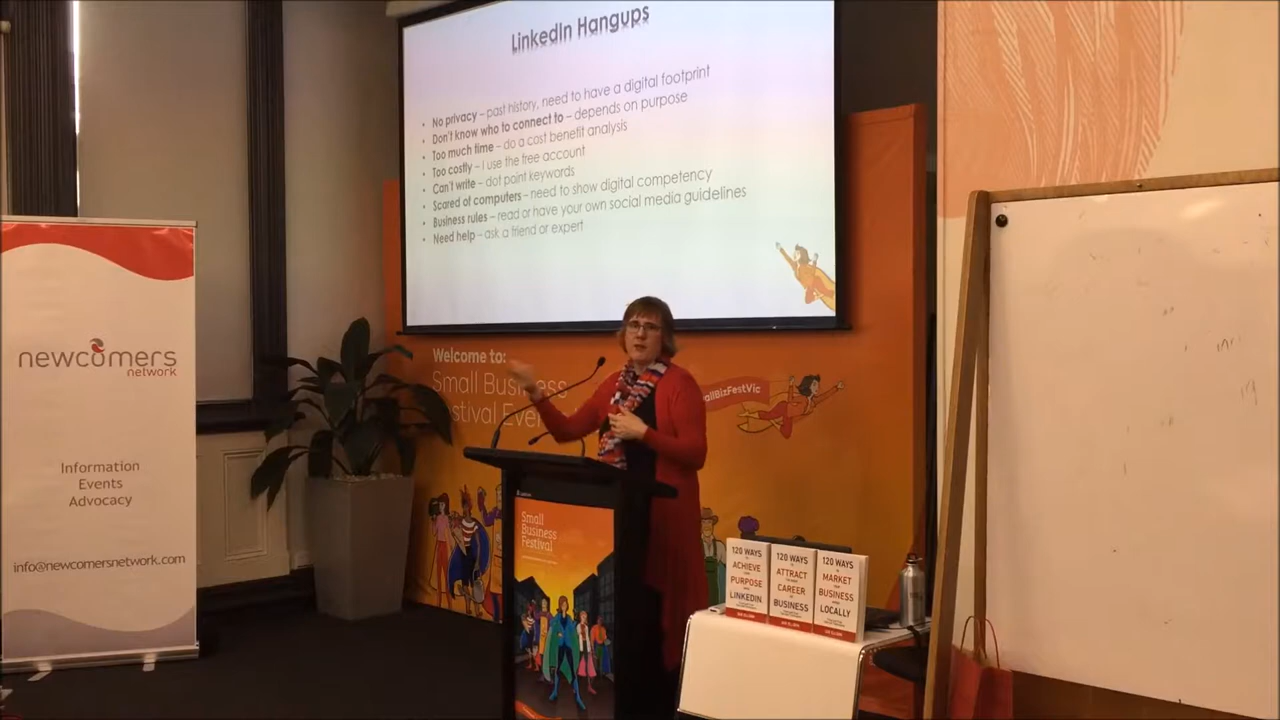 LinkedIn Hangups
• No privacy – past history, need to have a digital footprint
• Don't know who to connect to – depends on purpose
• Too much time – do a cost benefit analysis
• Too costly – I use the free account
• Can't write – dot point keywords
• Scared of computers – need to show digital competency
• Business rules – read or have your own social media guidelines
• Need help – ask a friend or expert
newcomers
network
Information
Events
Advocacy
info@newcomersnetwork.com
Welcome to:
Small Business
Festival Eve
allBizFestVic
Small
Business
Festival
120 WAYS
ACHIEVE
PURPOSE
LINKEDIN
120 WAYS
ATTRACT
CAREER
BUSINESS
120 WAYS
MARKET
BUSINESS
LOCALLY